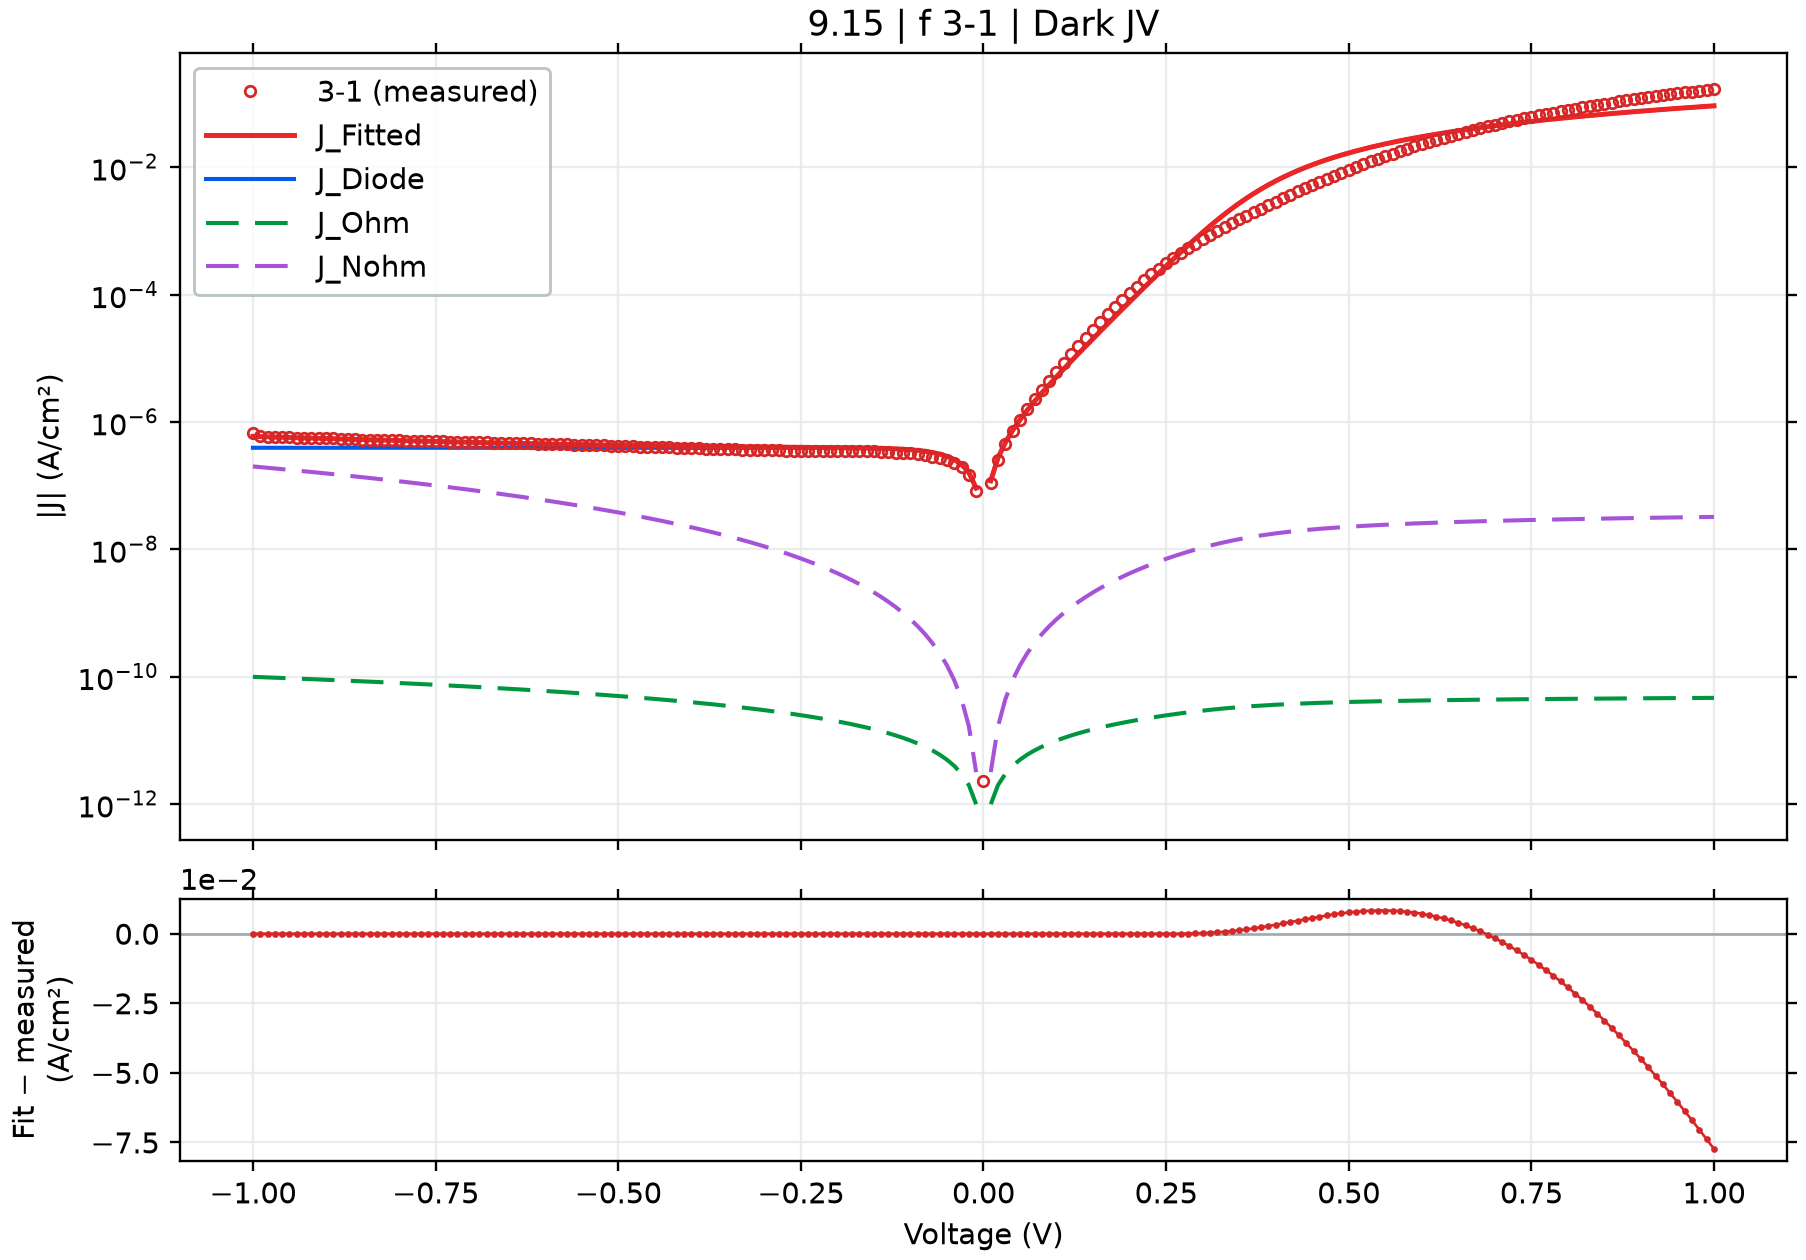 9.15 | f 3-1 | Dark JV
3-1 (measured)
J_Fitted
J_Diode
J_Ohm
J_Nohm
|J| (A/cm²)
10⁻²
10⁻⁴
10⁻⁶
10⁻⁸
10⁻¹⁰
10⁻¹²
1e−2
Fit − measured
(A/cm²)
0.0
−2.5
−5.0
−7.5
−1.00 −0.75 −0.50 −0.25 0.00 0.25 0.50 0.75 1.00
Voltage (V)